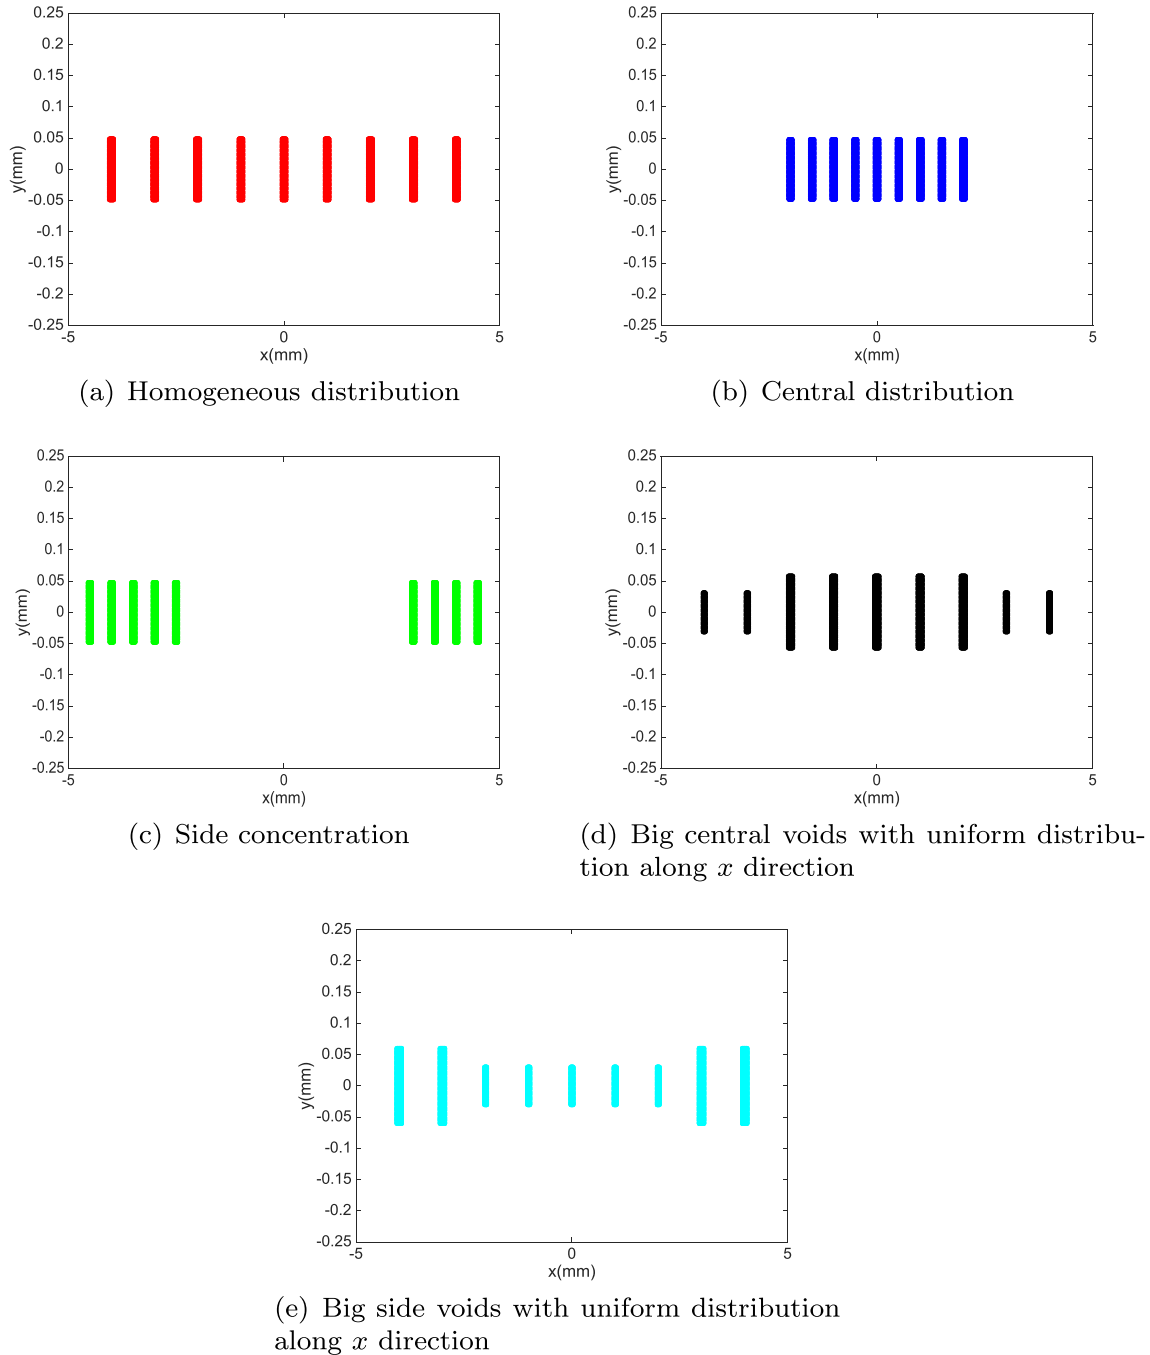 0.25
0.2
0.15
0.1
0.05
0
-0.05
-0.1
-0.15
-0.2
-0.25
y(mm)
-5 0 5
x(mm)
(a) Homogeneous distribution
0.25
0.2
0.15
0.1
0.05
0
-0.05
-0.1
-0.15
-0.2
-0.25
y(mm)
-5 0 5
x(mm)
(b) Central distribution
0.25
0.2
0.15
0.1
0.05
0
-0.05
-0.1
-0.15
-0.2
-0.25
y(mm)
-5 0 5
x(mm)
(c) Side concentration
0.25
0.2
0.15
0.1
0.05
0
-0.05
-0.1
-0.15
-0.2
-0.25
y(mm)
-5 0 5
x(mm)
(d) Big central voids with uniform distribu-
tion along x direction
0.25
0.2
0.15
0.1
0.05
0
-0.05
-0.1
-0.15
-0.2
-0.25
y(mm)
-5 0 5
x(mm)
(e) Big side voids with uniform distribution
along x direction